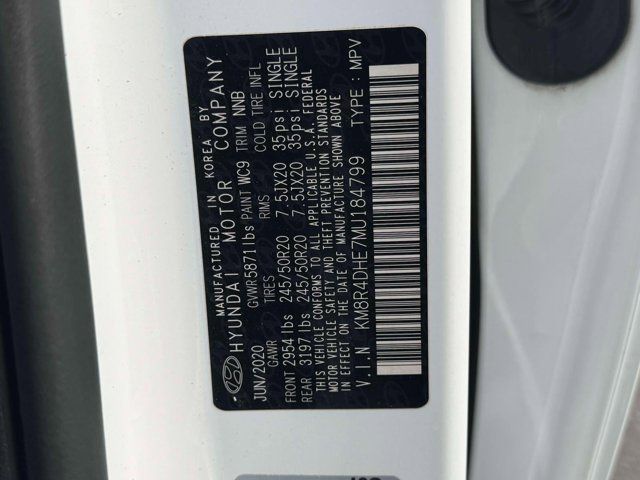 MANUFACTURED IN KOREA BY
HYUNDAI MOTOR COMPANY
JUN/2020 GVWR 5871 lbs PAINT WC9 TRIM NNB
GAWR TIRES RIMS COLD TIRE INFL
FRONT 2954 lbs 245/50R20 7.5JX20 35psi SINGLE
REAR 3197 lbs 245/50R20 7.5JX20 35psi SINGLE
THIS VEHICLE CONFORMS TO ALL APPLICABLE U.S.A. FEDERAL
MOTOR VEHICLE SAFETY AND THEFT PREVENTION STANDARDS
IN EFFECT ON THE DATE OF MANUFACTURE SHOWN ABOVE
V.I.N. KM8R4DHE7MU184799 TYPE : MPV